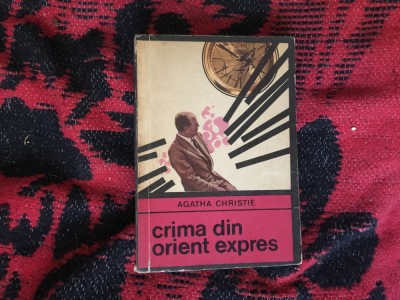 AGATHA CHRISTIE
crima din
orient expres